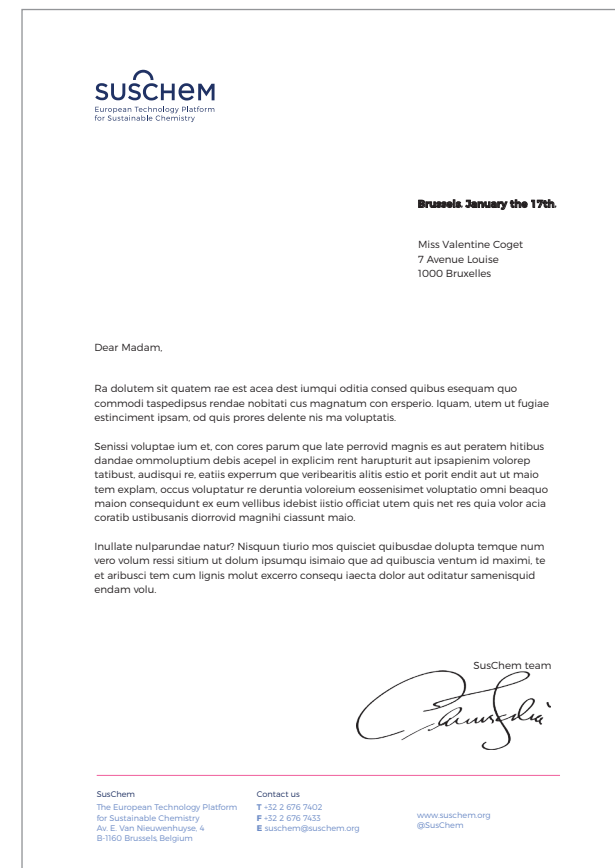 SUSCHEM
European Technology Platform
for Sustainable Chemistry
Brussels. January the 17th.
Miss Valentine Coget
7 Avenue Louise
1000 Bruxelles
Dear Madam,
Ra dolutem sit quatem rae est acea dest iumqui oditia consed quibus esequam quo
commodi taspedipsus rendae nobitati cus magnatum con ersperio. Iquam, utem ut fugiae
estinciment ipsam, od quis prores delente nis ma voluptatis.
Senissi voluptae ium et, con cores parum que late perrovid magnis es aut peratem hitibus
dandae ommoluptium debis acepel in explicim rent harupturit aut ipsapienim volorep
tatibust, audisqui re, eatiis experrum que veribearitis alitis estio et porit endit aut ut maio
tem explam, occus voluptatur re deruntia voloreium eossenisimet voluptatio omni beaquo
maion consequidunt ex eum vellibus idebist iistio officiat utem quis net res quia volor acia
coratib ustibusanis diorrovid magnihi ciassunt maio.
Inullate nulparundae natur? Nisquun tiurio mos quisciet quibusdae dolupta temque num
vero volum ressi sitium ut dolum ipsumqu isimaio que ad quibuscia ventum id maximi, te
et aribusci tem cum lignis molut excerro consequ iaecta dolor aut oditatur samenisquid
endam volu.
SusChem team
SusChem
The European Technology Platform
for Sustainable Chemistry
Av. E. Van Nieuwenhuyse, 4
B-1160 Brussels Belgium
Contact us
T +32 2 676 7402
F +32 2 676 7433
E suschem@suschem.org
www.suschem.org
@SusChem